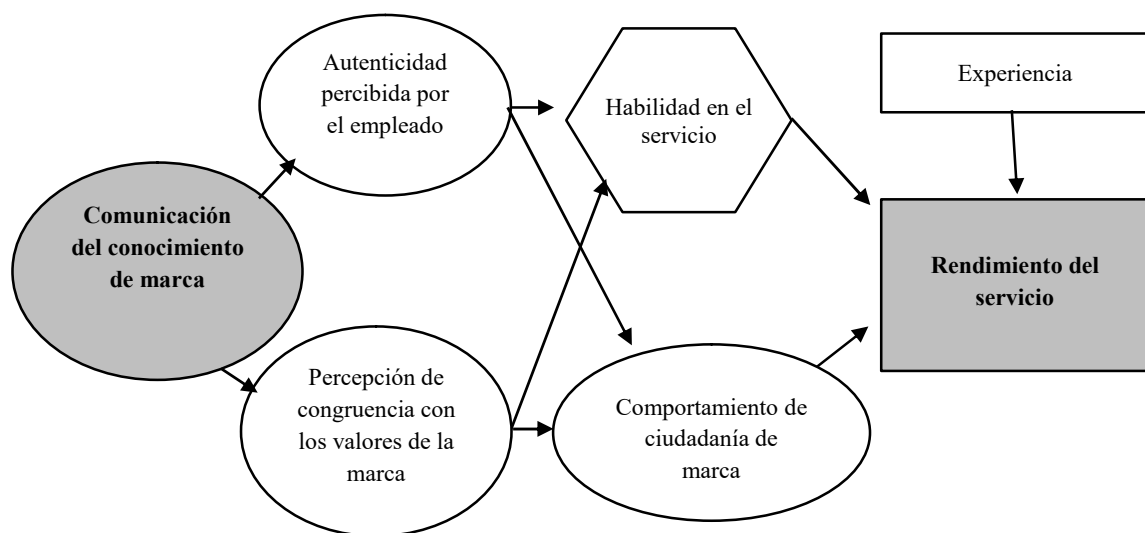 Autenticidad
percibida por
el empleado
Habilidad en el
servicio
Experiencia
Comunicación
del conocimiento
de marca
Rendimiento del
servicio
Percepción de
congruencia con
los valores de la
marca
Comportamiento de
ciudadanía de
marca